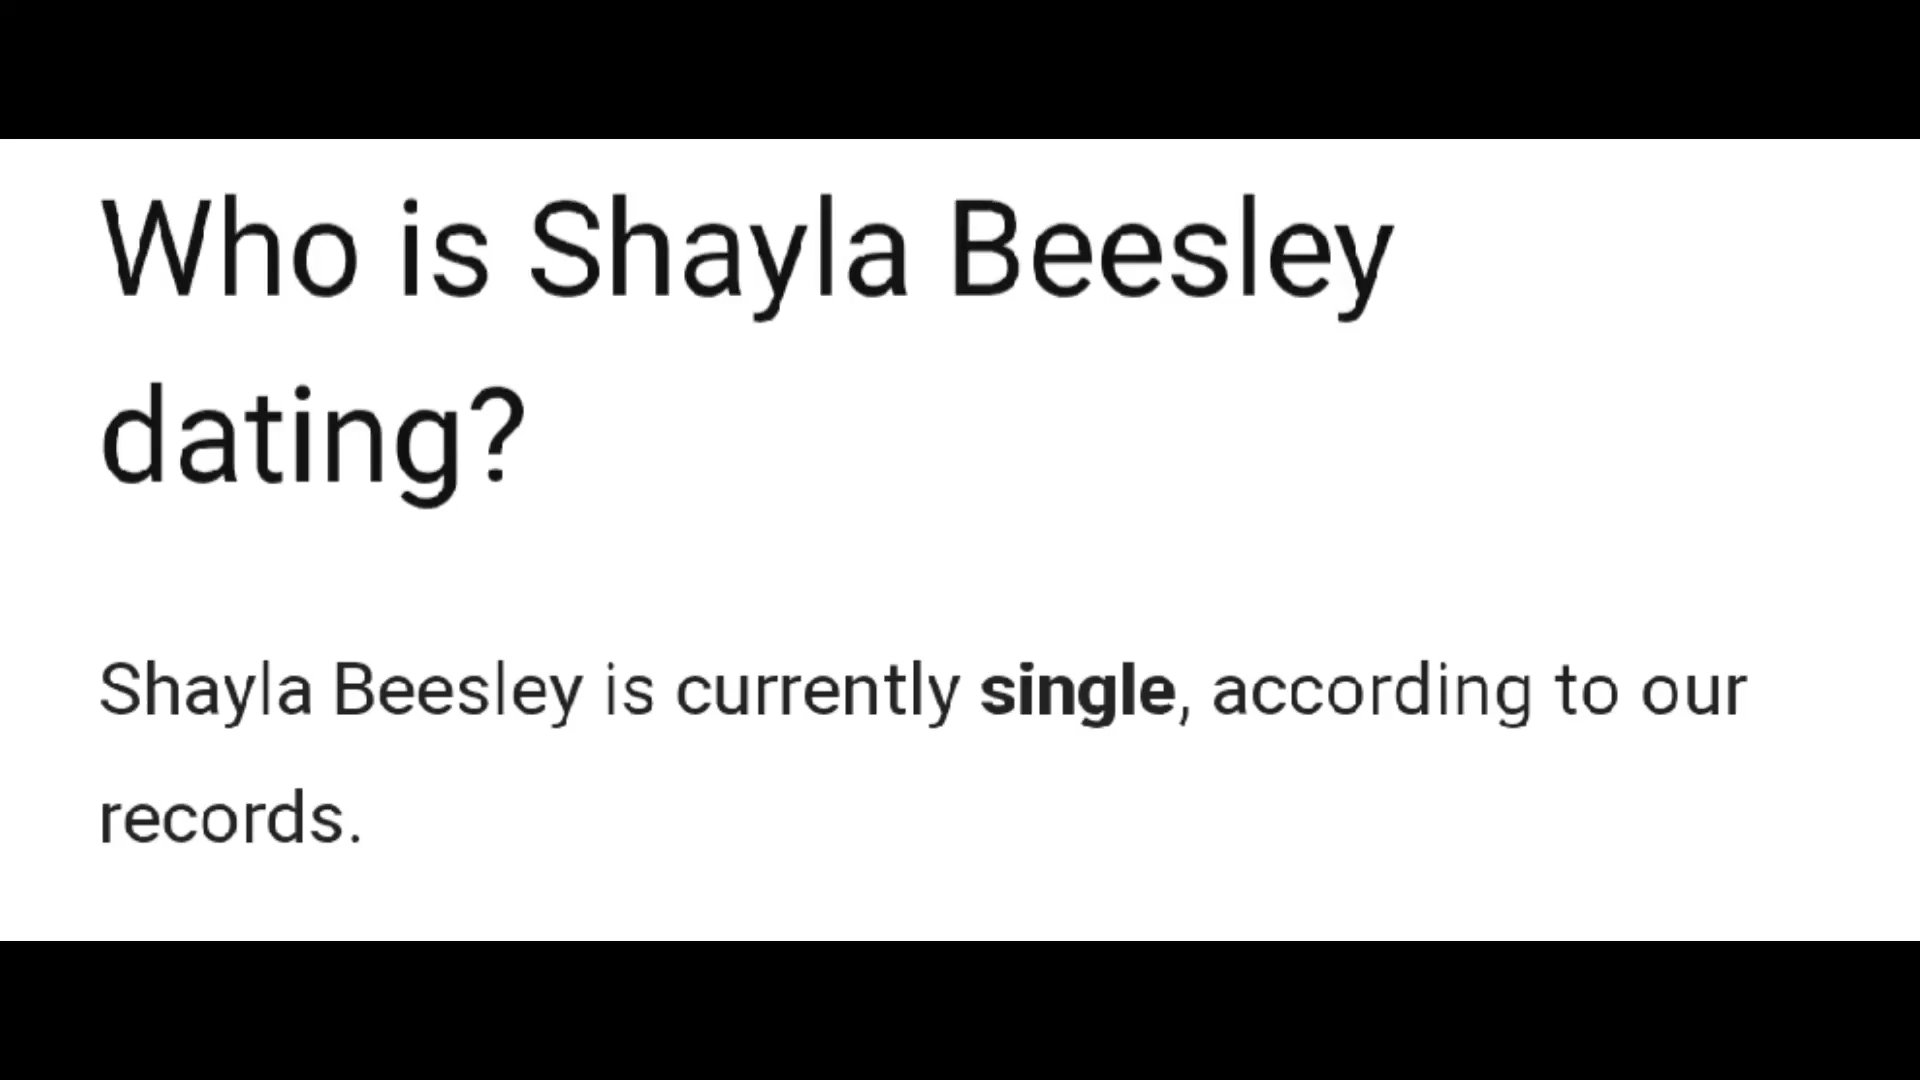 Who is Shayla Beesley
dating?
Shayla Beesley is currently single, according to our
records.